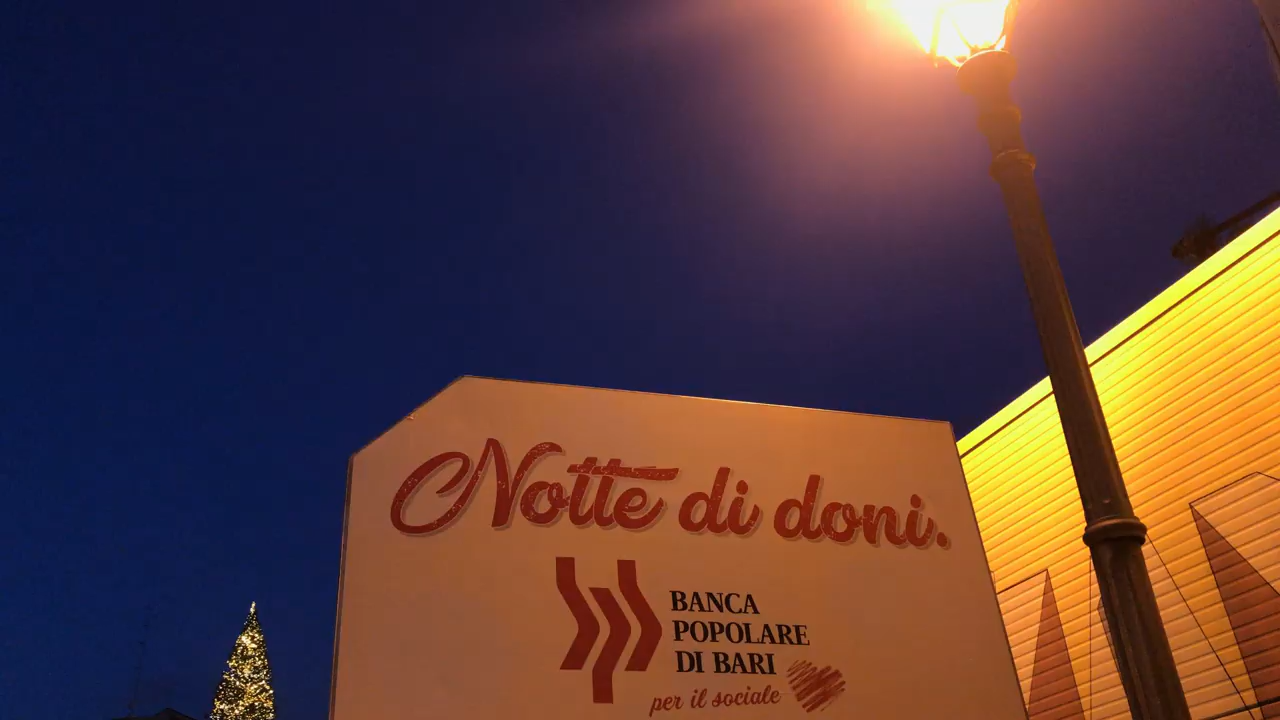 Notte di doni.
BANCA
POPOLARE
DI BARI
per il sociale